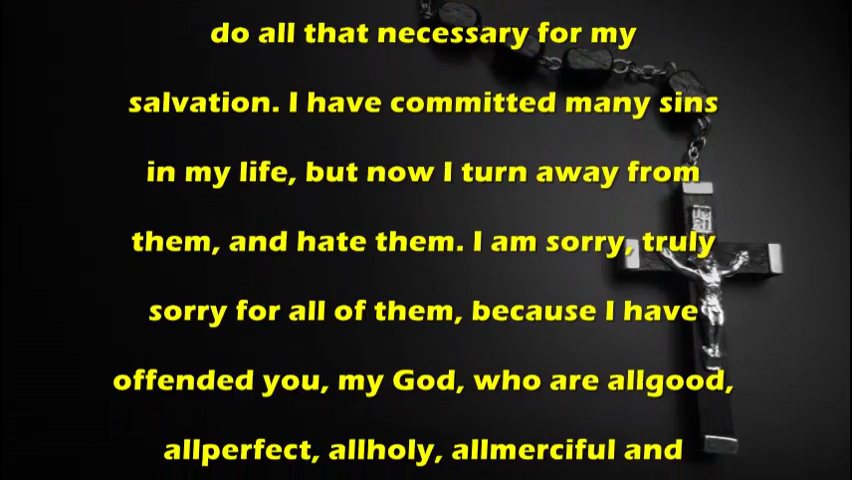 do all that necessary for my
salvation. I have committed many sins
in my life, but now I turn away from
them, and hate them. I am sorry, truly
sorry for all of them, because I have
offended you, my God, who are allgood,
allperfect, allholy, allmerciful and